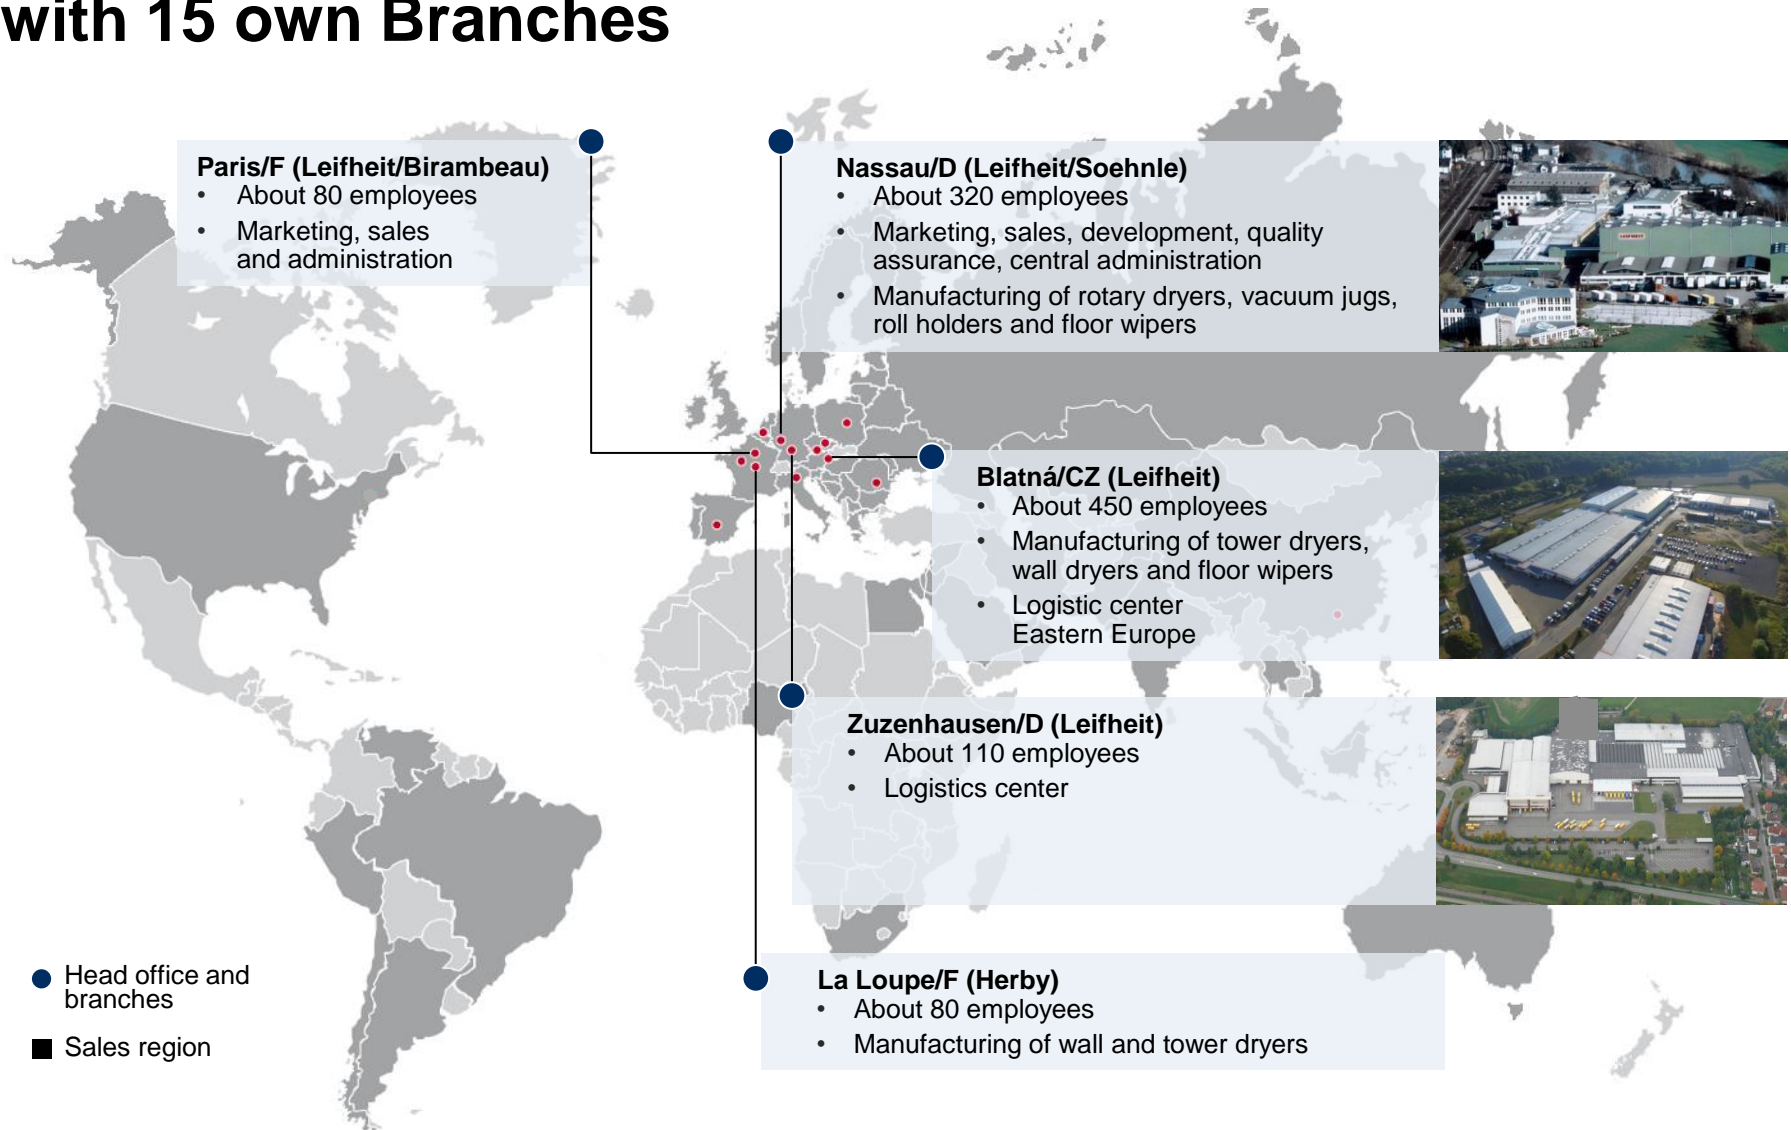 with 15 own Branches
Paris/F (Leifheit/Birambeau)
• About 80 employees
• Marketing, sales
and administration
Nassau/D (Leifheit/Soehnle)
• About 320 employees
• Marketing, sales, development, quality
assurance, central administration
• Manufacturing of rotary dryers, vacuum jugs,
roll holders and floor wipers
LEIFHEIT
Blatná/CZ (Leifheit)
• About 450 employees
• Manufacturing of tower dryers,
wall dryers and floor wipers
• Logistic center
Eastern Europe
Zuzenhausen/D (Leifheit)
• About 110 employees
• Logistics center
La Loupe/F (Herby)
• About 80 employees
• Manufacturing of wall and tower dryers
Head office and
branches
Sales region